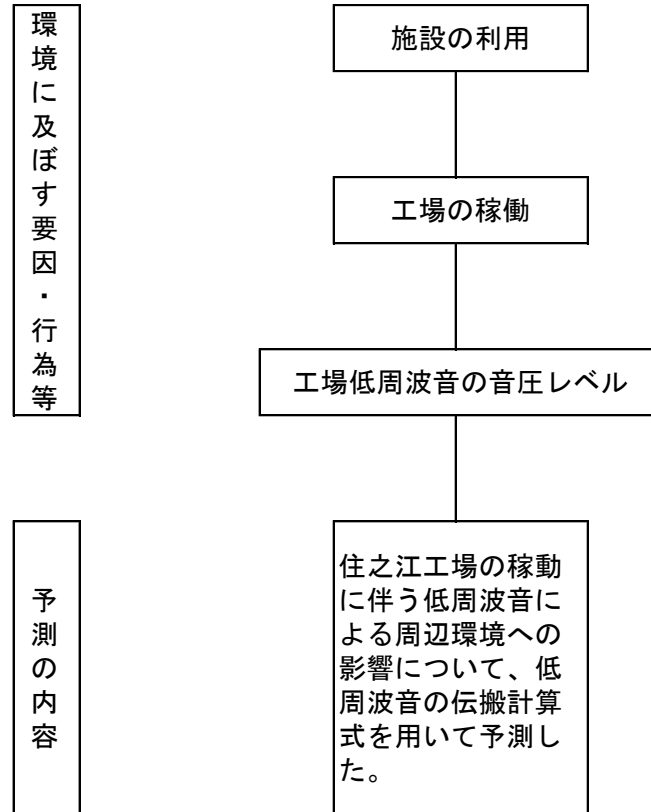 環境に及ぼす要因・行為等
施設の利用
工場の稼働
工場低周波音の音圧レベル
予測の内容
住之江工場の稼動
に伴う低周波音に
よる周辺環境への
影響について、低
周波音の伝搬計算
式を用いて予測し
た。